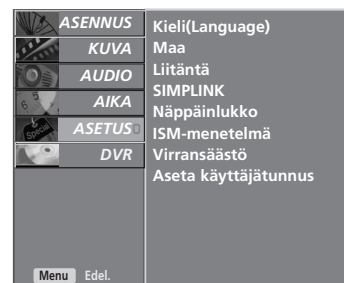 ASENNUS
KUVA
AUDIO
AIKA
ASETUS
DVR
Menu Edel.
Kieli(Language)
Maa
Liitäntä
SIMPLINK
Näppäinlukko
ISM-menetelmä
Virransäästö
Aseta käyttäjätunnus